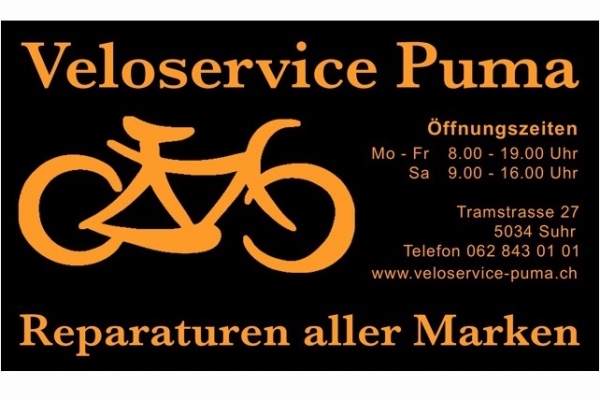 Veloservice Puma
Öffnungszeiten
Mo - Fr 8.00 - 19.00 Uhr
Sa 9.00 - 16.00 Uhr
Tramstrasse 27
5034 Suhr
Telefon 062 843 01 01
www.veloservice-puma.ch
Reparaturen aller Marken